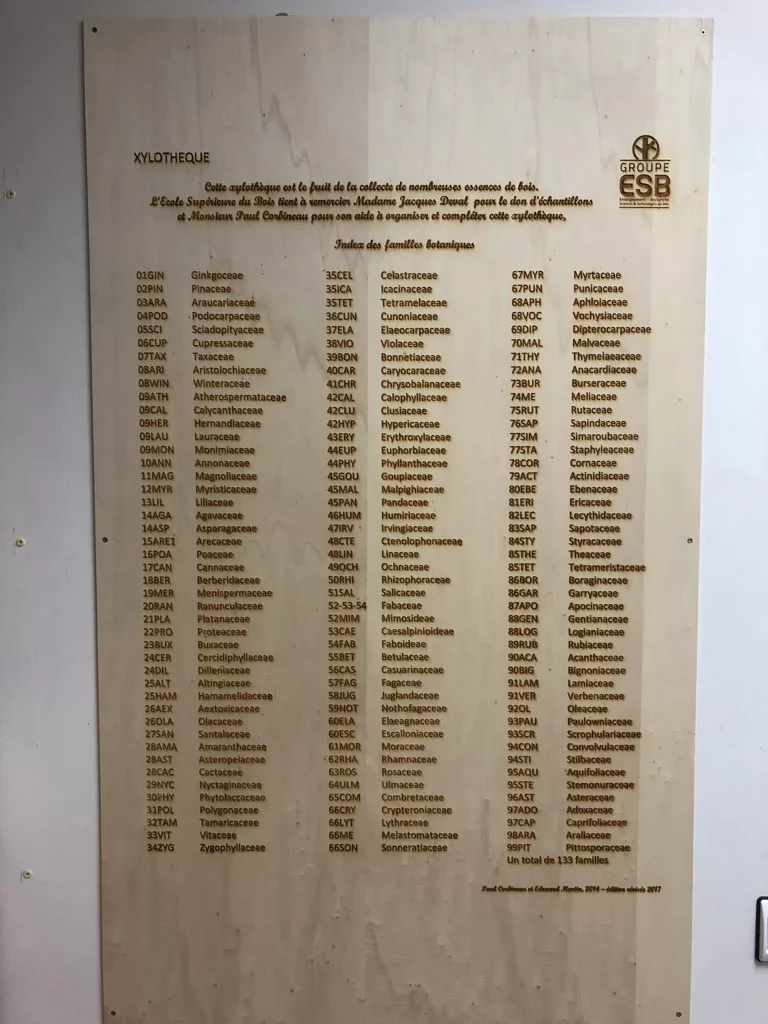 XYLOTHEQUE
GROUPE
ESB
Enseignement - Recherche
Sciences & technologies du bois
Cette xylothèque est le fruit de la collecte de nombreuses essences de bois.
L'Ecole Supérieure du Bois tient à remercier Madame Jacques Deval pour le don d'échantillons
et Monsieur Paul Corbineau pour son aide à organiser et compléter cette xylothèque.
Index des familles botaniques
01GIN Ginkgoceae
02PIN Pinaceae
03ARA Araucariaceae
04POD Podocarpaceae
05SCI Sciadopityaceae
06CUP Cupressaceae
07TAX Taxaceae
08ARI Aristolochiaceae
08WIN Winteraceae
09ATH Atherospermataceae
09CAL Calycanthaceae
09HER Hernandiaceae
09LAU Lauraceae
09MON Monimiaceae
10ANN Annonaceae
11MAG Magnoliaceae
12MYR Myristicaceae
13LIL Liliaceae
14AGA Agavaceae
14ASP Asparagaceae
15ARE1 Arecaceae
16POA Poaceae
17CAN Cannaceae
18BER Berberidaceae
19MER Menispermaceae
20RAN Ranunculaceae
21PLA Platanaceae
22PRO Proteaceae
23BUX Buxaceae
24CER Cercidiphyllaceae
24DIL Dilleniaceae
25ALT Altingiaceae
25HAM Hamamelidaceae
26AEX Aextoxicaceae
26OLA Olacaceae
27SAN Santalaceae
28AMA Amaranthaceae
28AST Asteropeiaceae
28CAC Cactaceae
29NYC Nyctaginaceae
30PHY Phytolaccaceae
31POL Polygonaceae
32TAM Tamaricaceae
33VIT Vitaceae
34ZYG Zygophyllaceae
35CEL Celastraceae
35ICA Icacinaceae
35TET Tetramelaceae
36CUN Cunoniaceae
37ELA Elaeocarpaceae
38VIO Violaceae
39BON Bonnetiaceae
40CAR Caryocaraceae
41CHR Chrysobalanaceae
42CAL Calophyllaceae
42CLU Clusiaceae
42HYP Hypericaceae
43ERY Erythroxylaceae
44EUP Euphorbiaceae
44PHY Phyllanthaceae
45GOU Goupiaceae
45MAL Malpighiaceae
45PAN Pandaceae
46HUM Humiriaceae
47IRV Irvingiaceae
48CTE Ctenolophonaceae
48LIN Linaceae
49OCH Ochnaceae
50RHI Rhizophoraceae
51SAL Salicaceae
52-53-54 Fabaceae
52MIM Mimosideae
53CAE Caesalpinioideae
54FAB Faboideae
55BET Betulaceae
56CAS Casuarinaceae
57FAG Fagaceae
58JUG Juglandaceae
59NOT Nothofagaceae
60ELA Elaeagnaceae
60ESC Escalloniaceae
61MOR Moraceae
62RHA Rhamnaceae
63ROS Rosaceae
64ULM Ulmaceae
65COM Combretaceae
66CRY Crypteroniaceae
66LYT Lythraceae
66ME Melastomataceae
66SON Sonneratiaceae
67MYR Myrtaceae
67PUN Punicaceae
68APH Aphloiaceae
68VOC Vochysiaceae
69DIP Dipterocarpaceae
70MAL Malvaceae
71THY Thymelaeaceae
72ANA Anacardiaceae
73BUR Burseraceae
74ME Meliaceae
75RUT Rutaceae
76SAP Sapindaceae
77SIM Simaroubaceae
77STA Staphyleaceae
78COR Cornaceae
79ACT Actinidiaceae
80EBE Ebenaceae
81ERI Ericaceae
82LEC Lecythidaceae
83SAP Sapotaceae
84STY Styracaceae
85THE Theaceae
85TET Tetrameristaceae
86BOR Boraginaceae
86GAR Garryaceae
87APO Apocinaceae
88GEN Gentianaceae
88LOG Logianiaceae
89RUB Rubiaceae
90ACA Acanthaceae
90BIG Bignoniaceae
91LAM Lamiaceae
91VER Verbenaceae
92OL Oleaceae
93PAU Paulowniaceae
93SCR Scrophulariaceae
94CON Convolvulaceae
94STI Stilbaceae
95AQU Aquifoliaceae
95STE Stemonuraceae
96AST Asteraceae
97ADO Adoxaceae
97CAP Caprifoliaceae
98ARA Araliaceae
99PIT Pittosporaceae
Un total de 133 familles
Paul Corbineau et Edouard Martin, 2014 – édition révisée 2017